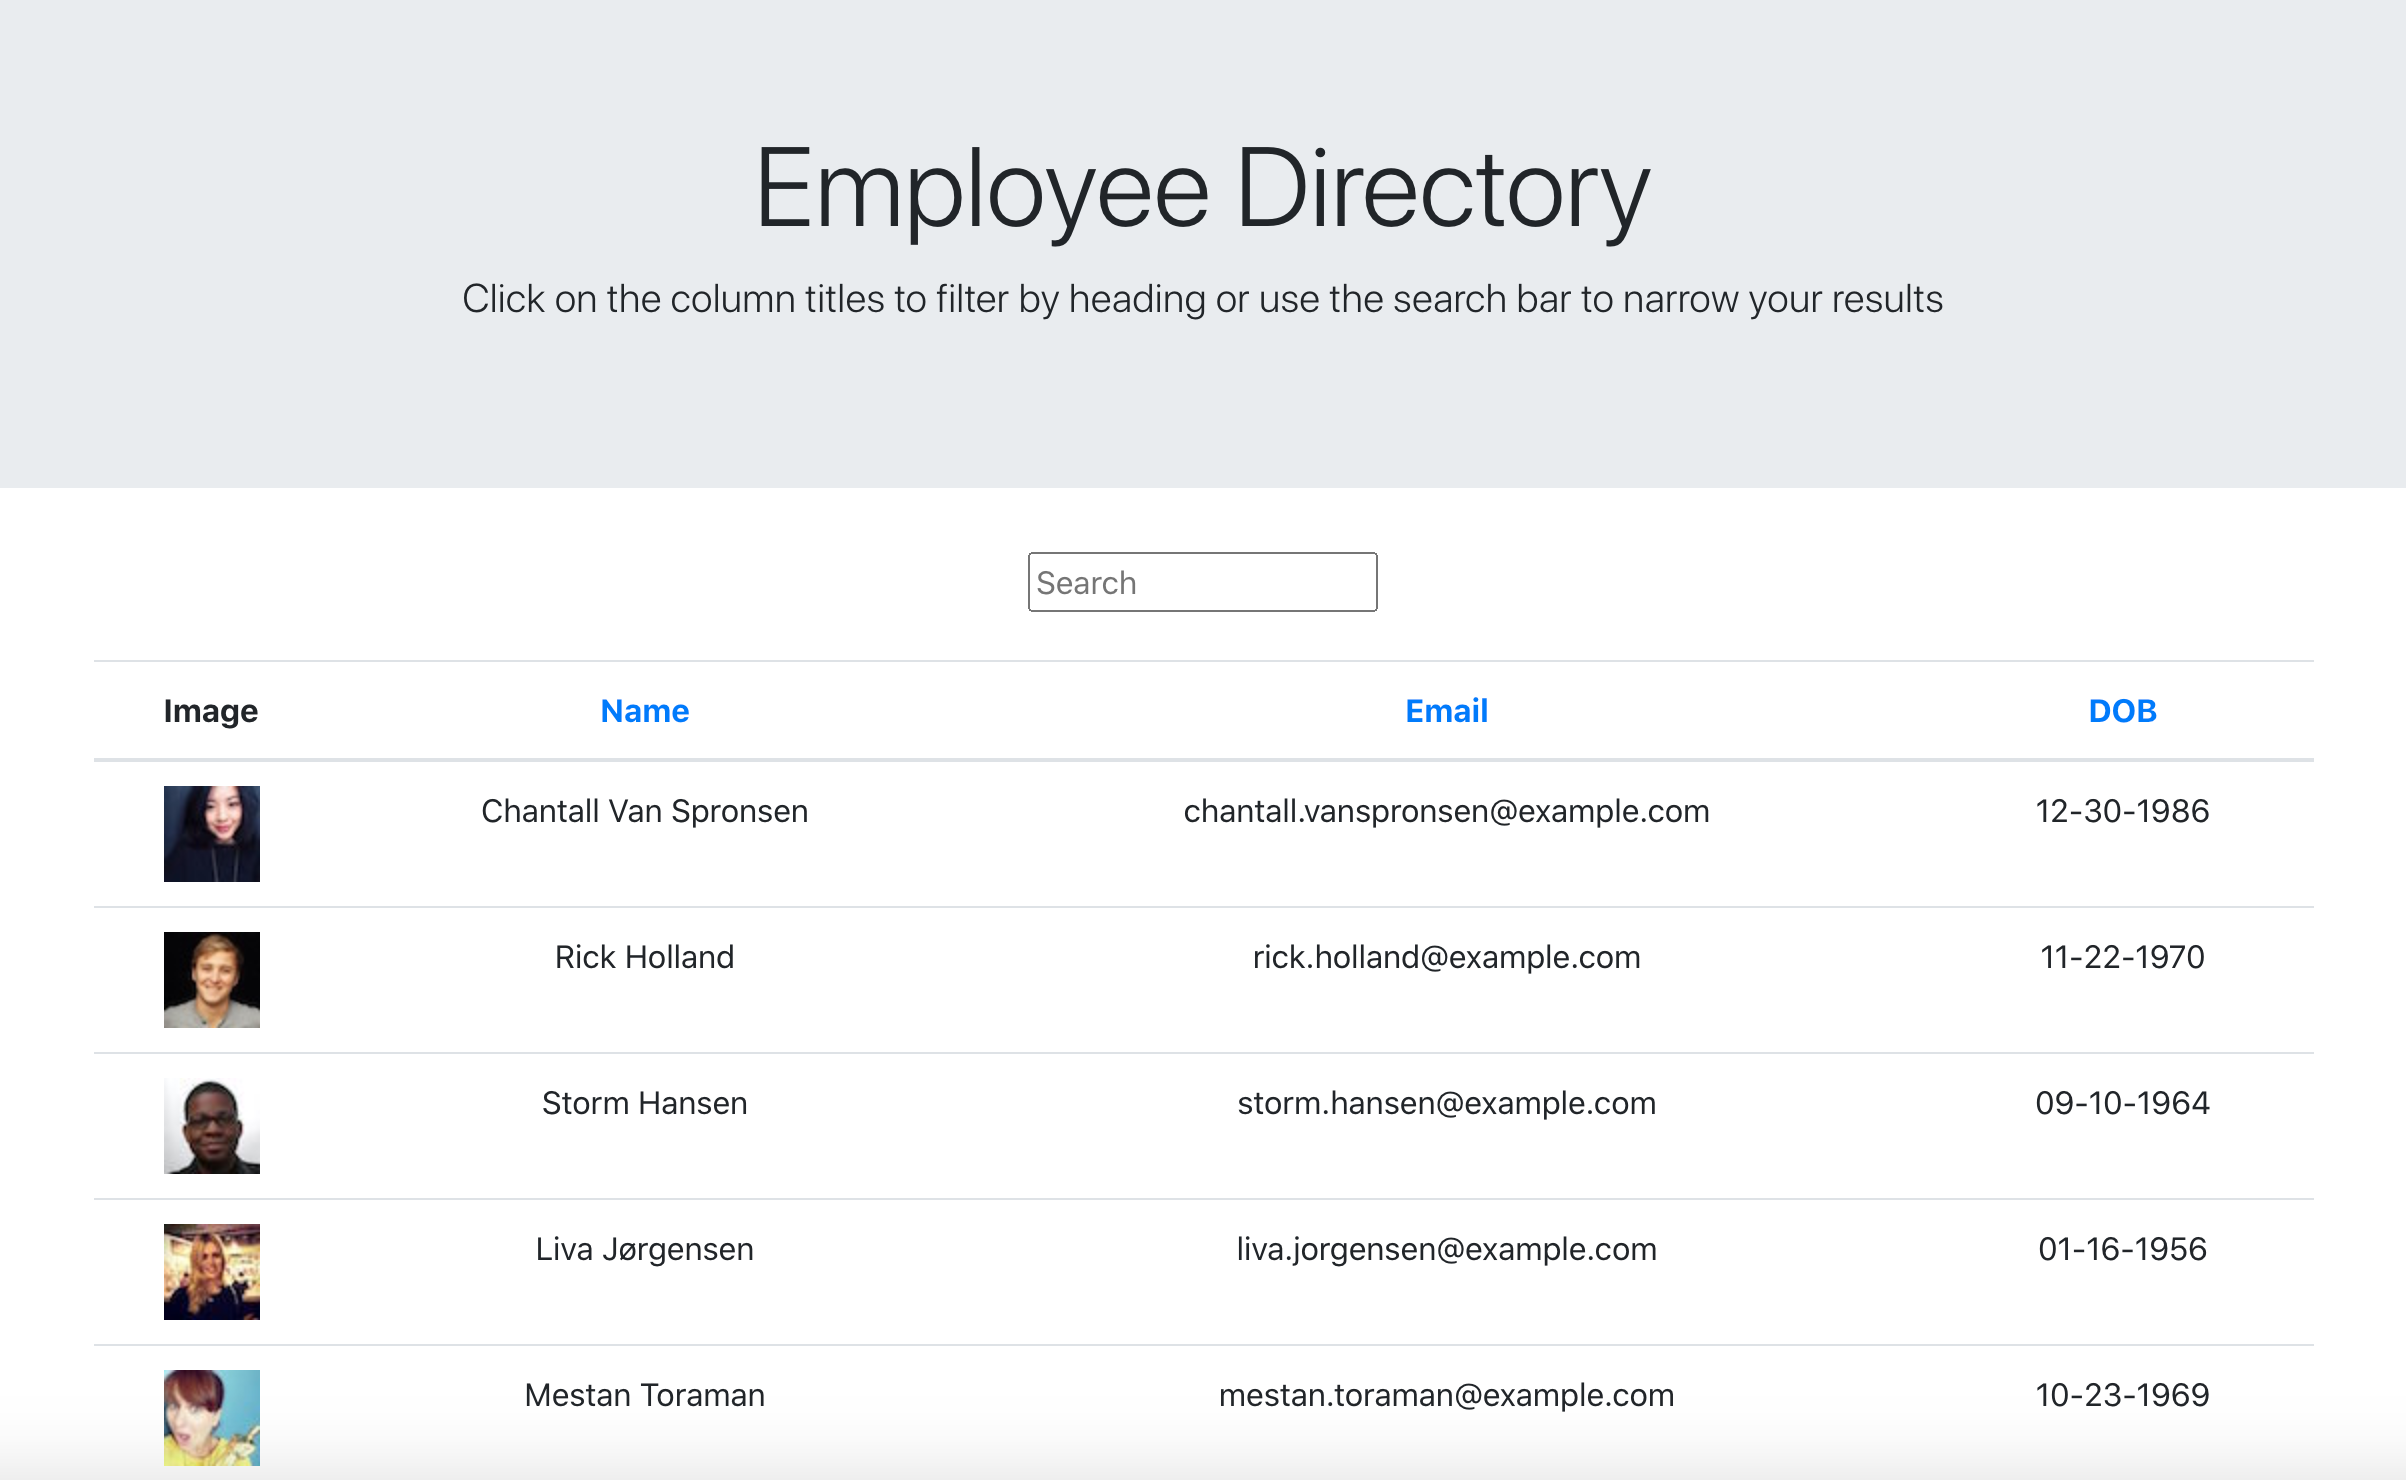 Employee Directory
Click on the column titles to filter by heading or use the search bar to narrow your results
Search
Image Name Email DOB
Chantall Van Spronsen chantall.vanspronsen@example.com 12-30-1986
Rick Holland rick.holland@example.com 11-22-1970
Storm Hansen storm.hansen@example.com 09-10-1964
Liva Jørgensen liva.jorgensen@example.com 01-16-1956
Mestan Toraman mestan.toraman@example.com 10-23-1969